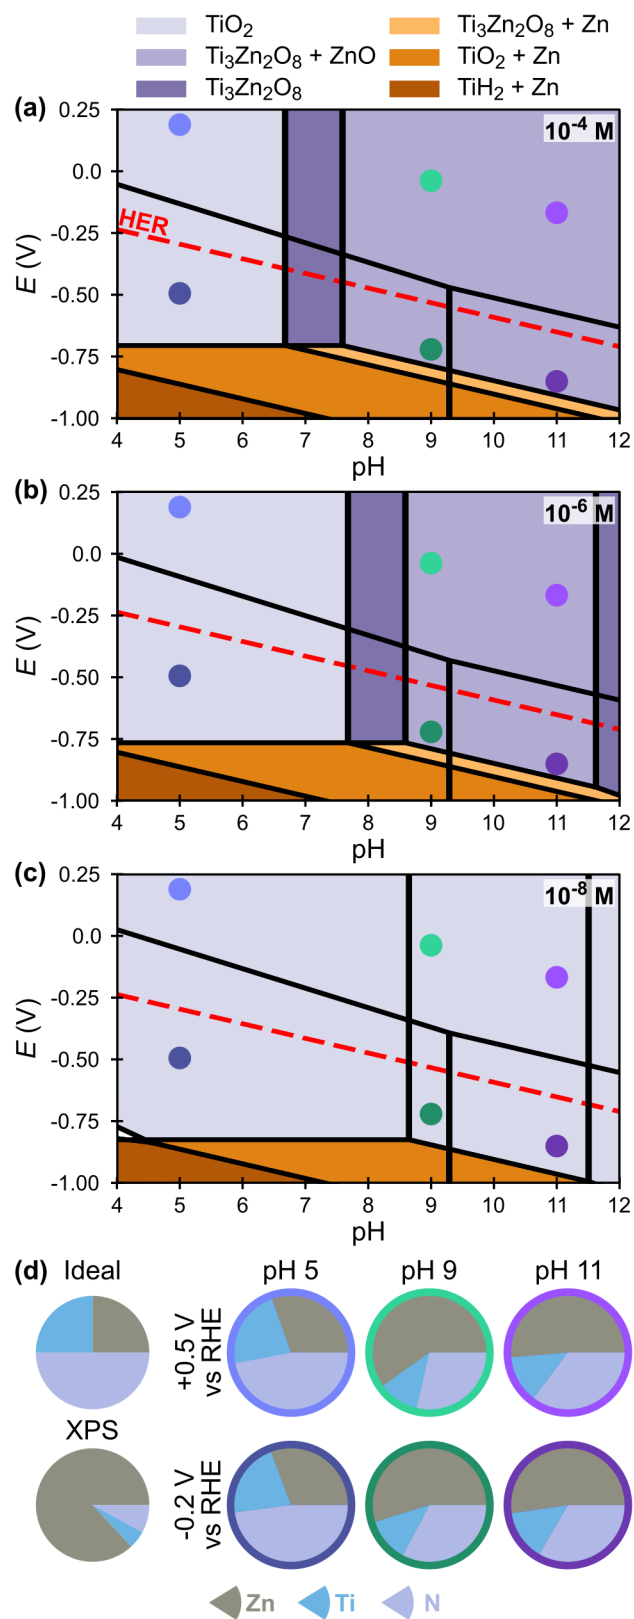 TiO₂
Ti₃Zn₂O₈ + Zn
Ti₃Zn₂O₈ + ZnO
TiO₂ + Zn
Ti₃Zn₂O₈
TiH₂ + Zn
(a)
10⁻⁴ M
HER
E (V)
0.25
0.0
-0.25
-0.50
-0.75
-1.00
4 5 6 7 8 9 10 11 12
pH
(b)
10⁻⁶ M
E (V)
0.25
0.0
-0.25
-0.50
-0.75
-1.00
4 5 6 7 8 9 10 11 12
pH
(c)
10⁻⁸ M
E (V)
0.25
0.0
-0.25
-0.50
-0.75
-1.00
4 5 6 7 8 9 10 11 12
pH
(d)
Ideal
pH 5
pH 9
pH 11
+0.5 V
vs RHE
XPS
-0.2 V
vs RHE
Zn
Ti
N